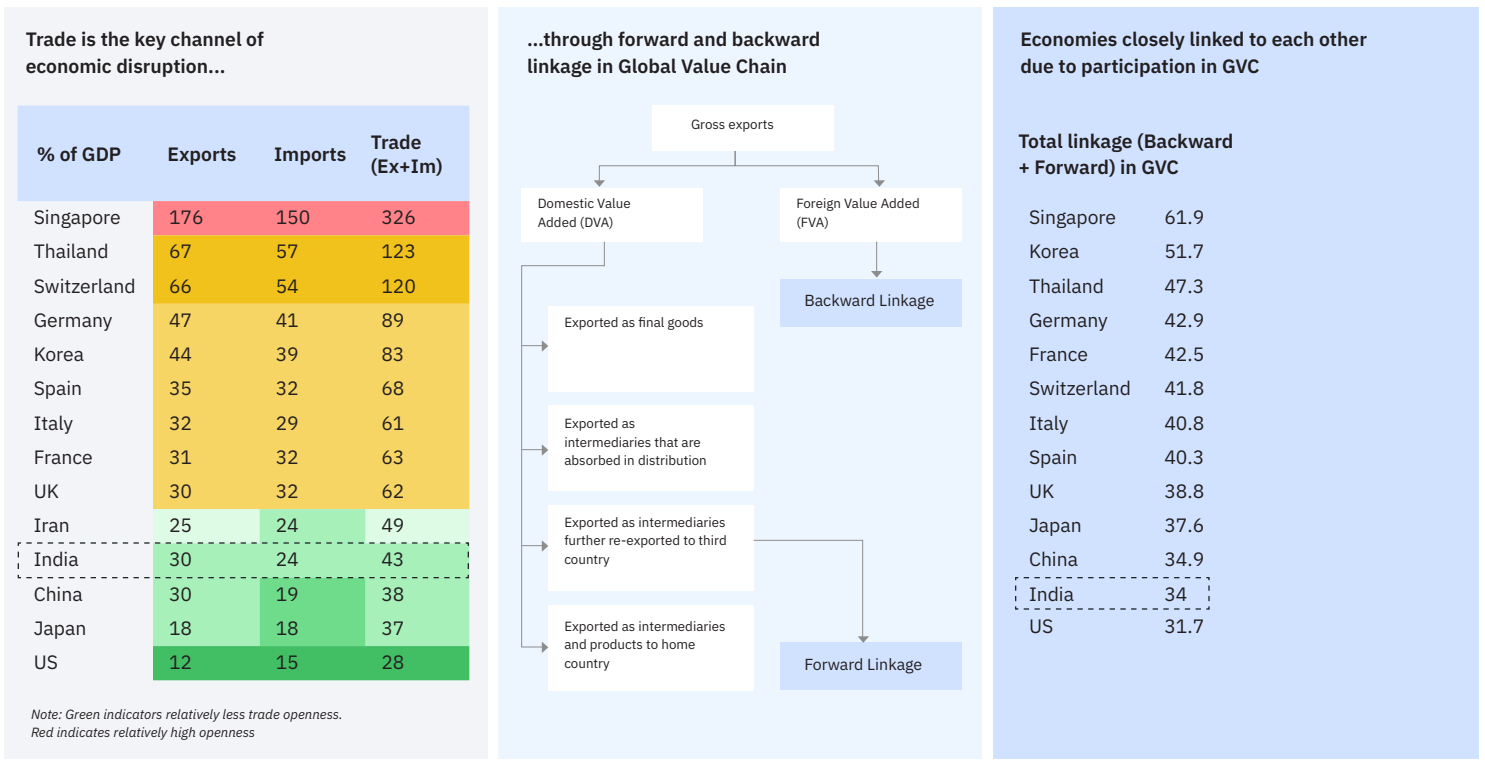 Trade is the key channel of
economic disruption...
% of GDP Exports Imports Trade
(Ex+Im)
Singapore 176 150 326
Thailand 67 57 123
Switzerland 66 54 120
Germany 47 41 89
Korea 44 39 83
Spain 35 32 68
Italy 32 29 61
France 31 32 63
UK 30 32 62
Iran 25 24 49
India 30 24 43
China 30 19 38
Japan 18 18 37
US 12 15 28
Note: Green indicators relatively less trade openness.
Red indicates relatively high openness
...through forward and backward
linkage in Global Value Chain
Gross exports
Domestic Value
Added (DVA)
Foreign Value Added
(FVA)
Backward Linkage
Exported as final goods
Exported as
intermediaries that are
absorbed in distribution
Exported as intermediaries
further re-exported to third
country
Exported as intermediaries
and products to home
country
Forward Linkage
Economies closely linked to each other
due to participation in GVC
Total linkage (Backward
+ Forward) in GVC
Singapore 61.9
Korea 51.7
Thailand 47.3
Germany 42.9
France 42.5
Switzerland 41.8
Italy 40.8
Spain 40.3
UK 38.8
Japan 37.6
China 34.9
India 34
US 31.7